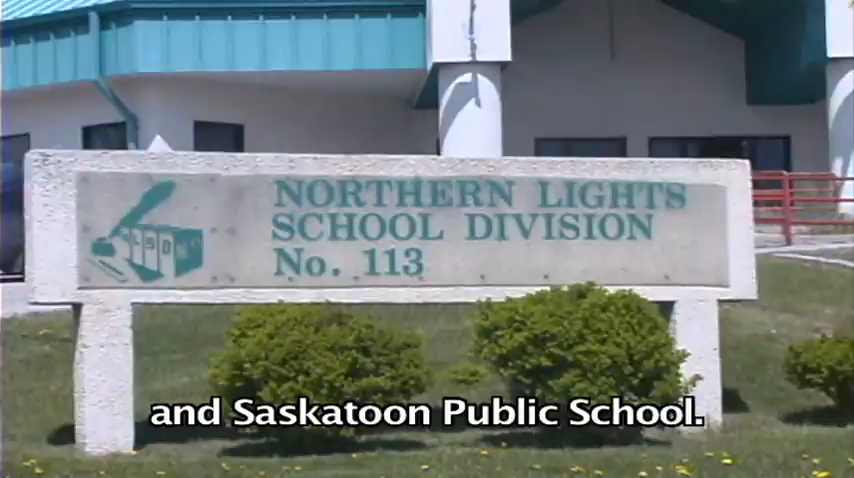 NORTHERN LIGHTS
SCHOOL DIVISION
No. 113
and Saskatoon Public School.